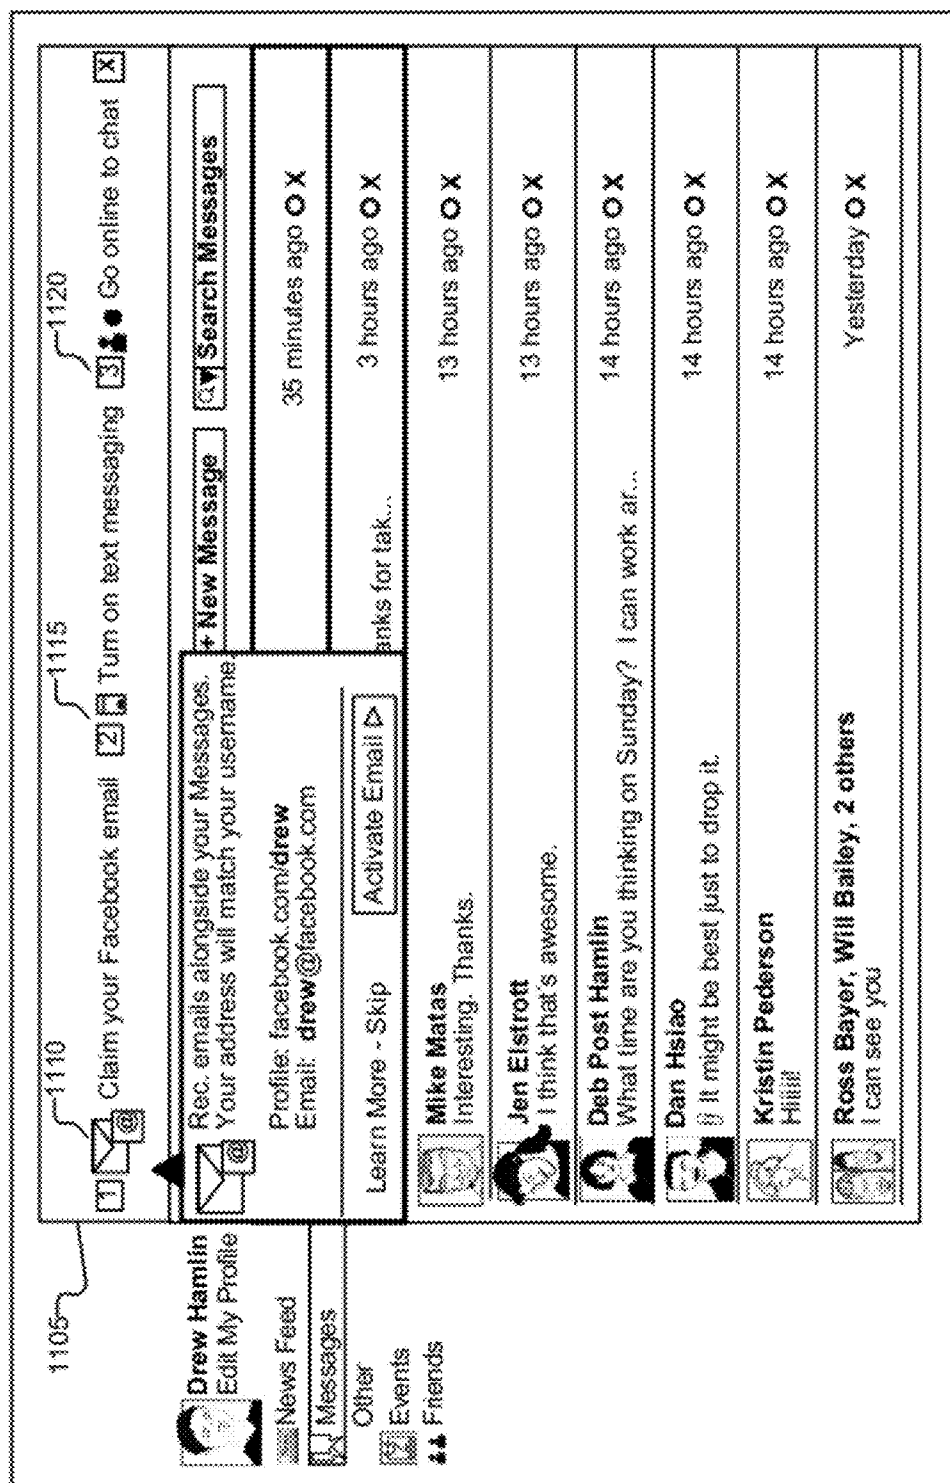 1105
1110
1115
1120
1 Claim your Facebook email 2 Turn on text messaging 3 Go online to chat X
Drew Hamlin
Edit My Profile
News Feed
Messages
Other
Events
Friends
+ New Message
Search Messages
@
Rec. emails alongside your Messages.
Your address will match your username.
Profile: facebook.com/drew
Email: drew@facebook.com
Learn More - Skip
Activate Email
35 minutes ago O X
anks for tak...
3 hours ago O X
Mike Matas
Interesting. Thanks.
13 hours ago O X
Jen Elstrott
I think that's awesome.
13 hours ago O X
Deb Post Hamlin
What time are you thinking on Sunday? I can work ar...
14 hours ago O X
Dan Hsiao
It might be best just to drop it.
14 hours ago O X
Kristin Pederson
14 hours ago O X
Ross Bayer, Will Bailey, 2 others
I can see you
Yesterday O X